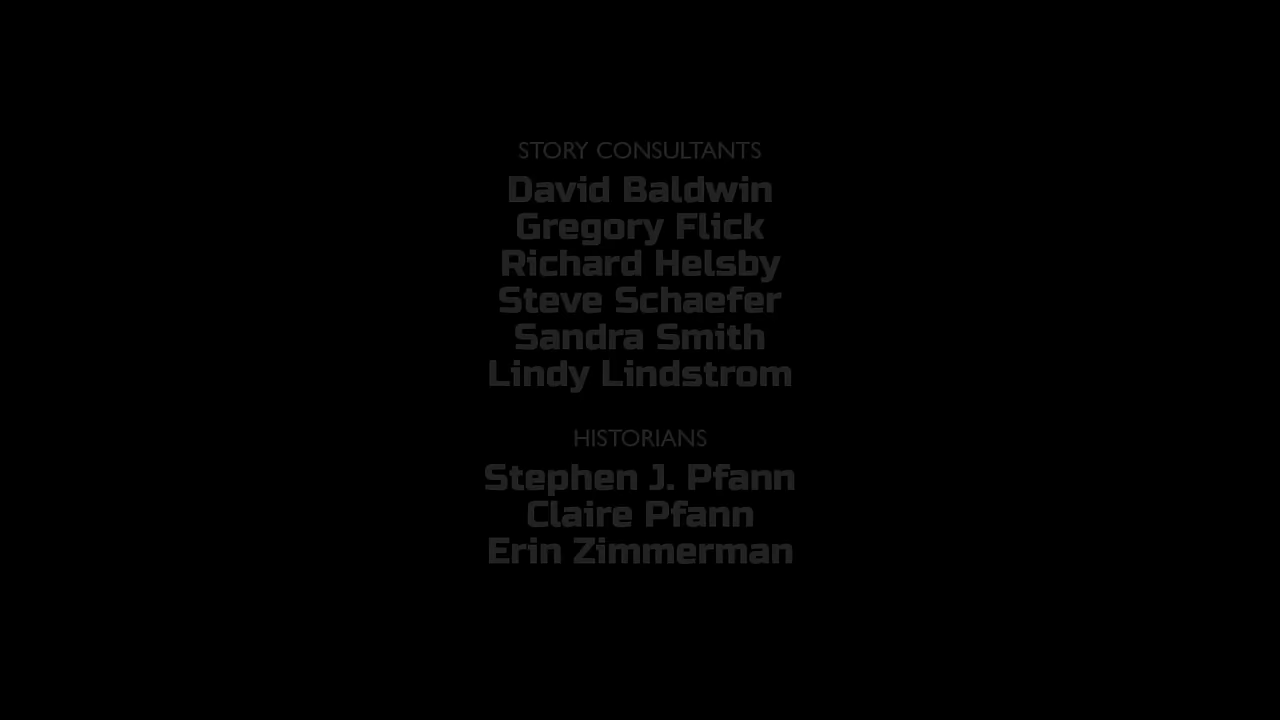 STORY CONSULTANTS
David Baldwin
Gregory Flick
Richard Helsby
Steve Schaefer
Sandra Smith
Lindy Lindstrom
HISTORIANS
Stephen J. Pfann
Claire Pfann
Erin Zimmerman